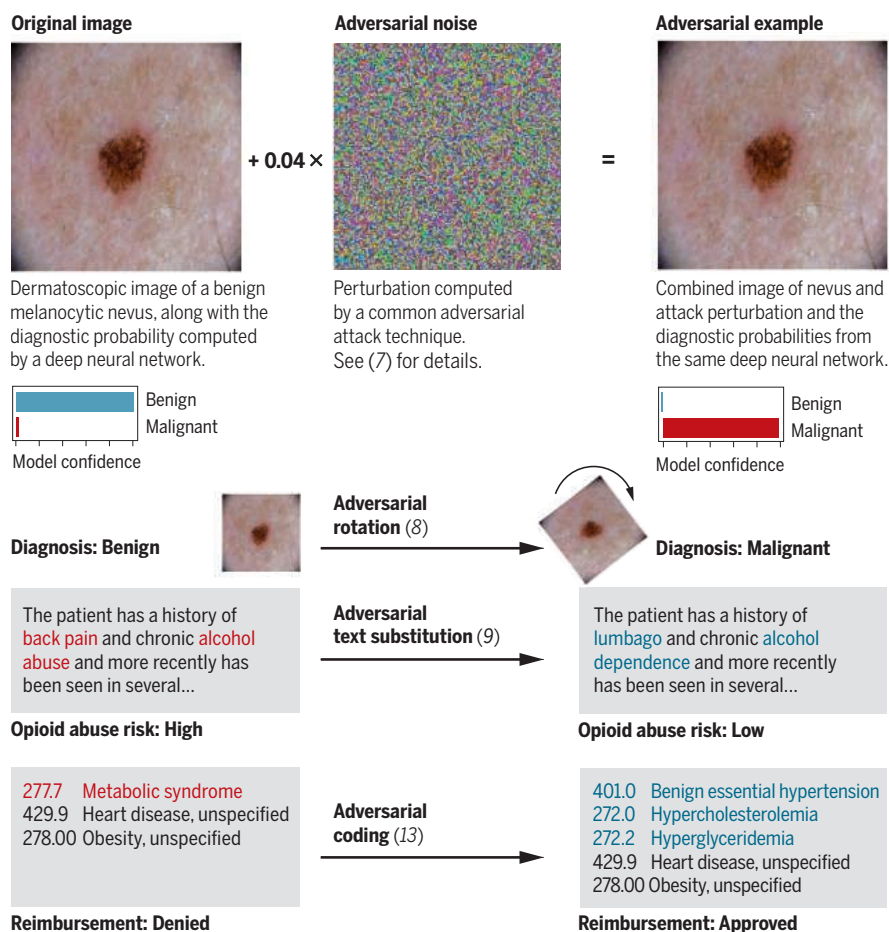 Original image
Adversarial noise
Adversarial example
+ 0.04 ×
=
Dermatoscopic image of a benign
melanocytic nevus, along with the
diagnostic probability computed
by a deep neural network.
Perturbation computed
by a common adversarial
attack technique.
See (7) for details.
Combined image of nevus and
attack perturbation and the
diagnostic probabilities from
the same deep neural network.
Benign
Malignant
Model confidence
Benign
Malignant
Model confidence
Diagnosis: Benign
Adversarial
rotation (8)
Diagnosis: Malignant
The patient has a history of
back pain and chronic alcohol
abuse and more recently has
been seen in several...
Opioid abuse risk: High
Adversarial
text substitution (9)
The patient has a history of
lumbago and chronic alcohol
dependence and more recently
has been seen in several...
Opioid abuse risk: Low
277.7 Metabolic syndrome
429.9 Heart disease, unspecified
278.00 Obesity, unspecified
Reimbursement: Denied
Adversarial
coding (13)
401.0 Benign essential hypertension
272.0 Hypercholesterolemia
272.2 Hyperglyceridemia
429.9 Heart disease, unspecified
278.00 Obesity, unspecified
Reimbursement: Approved